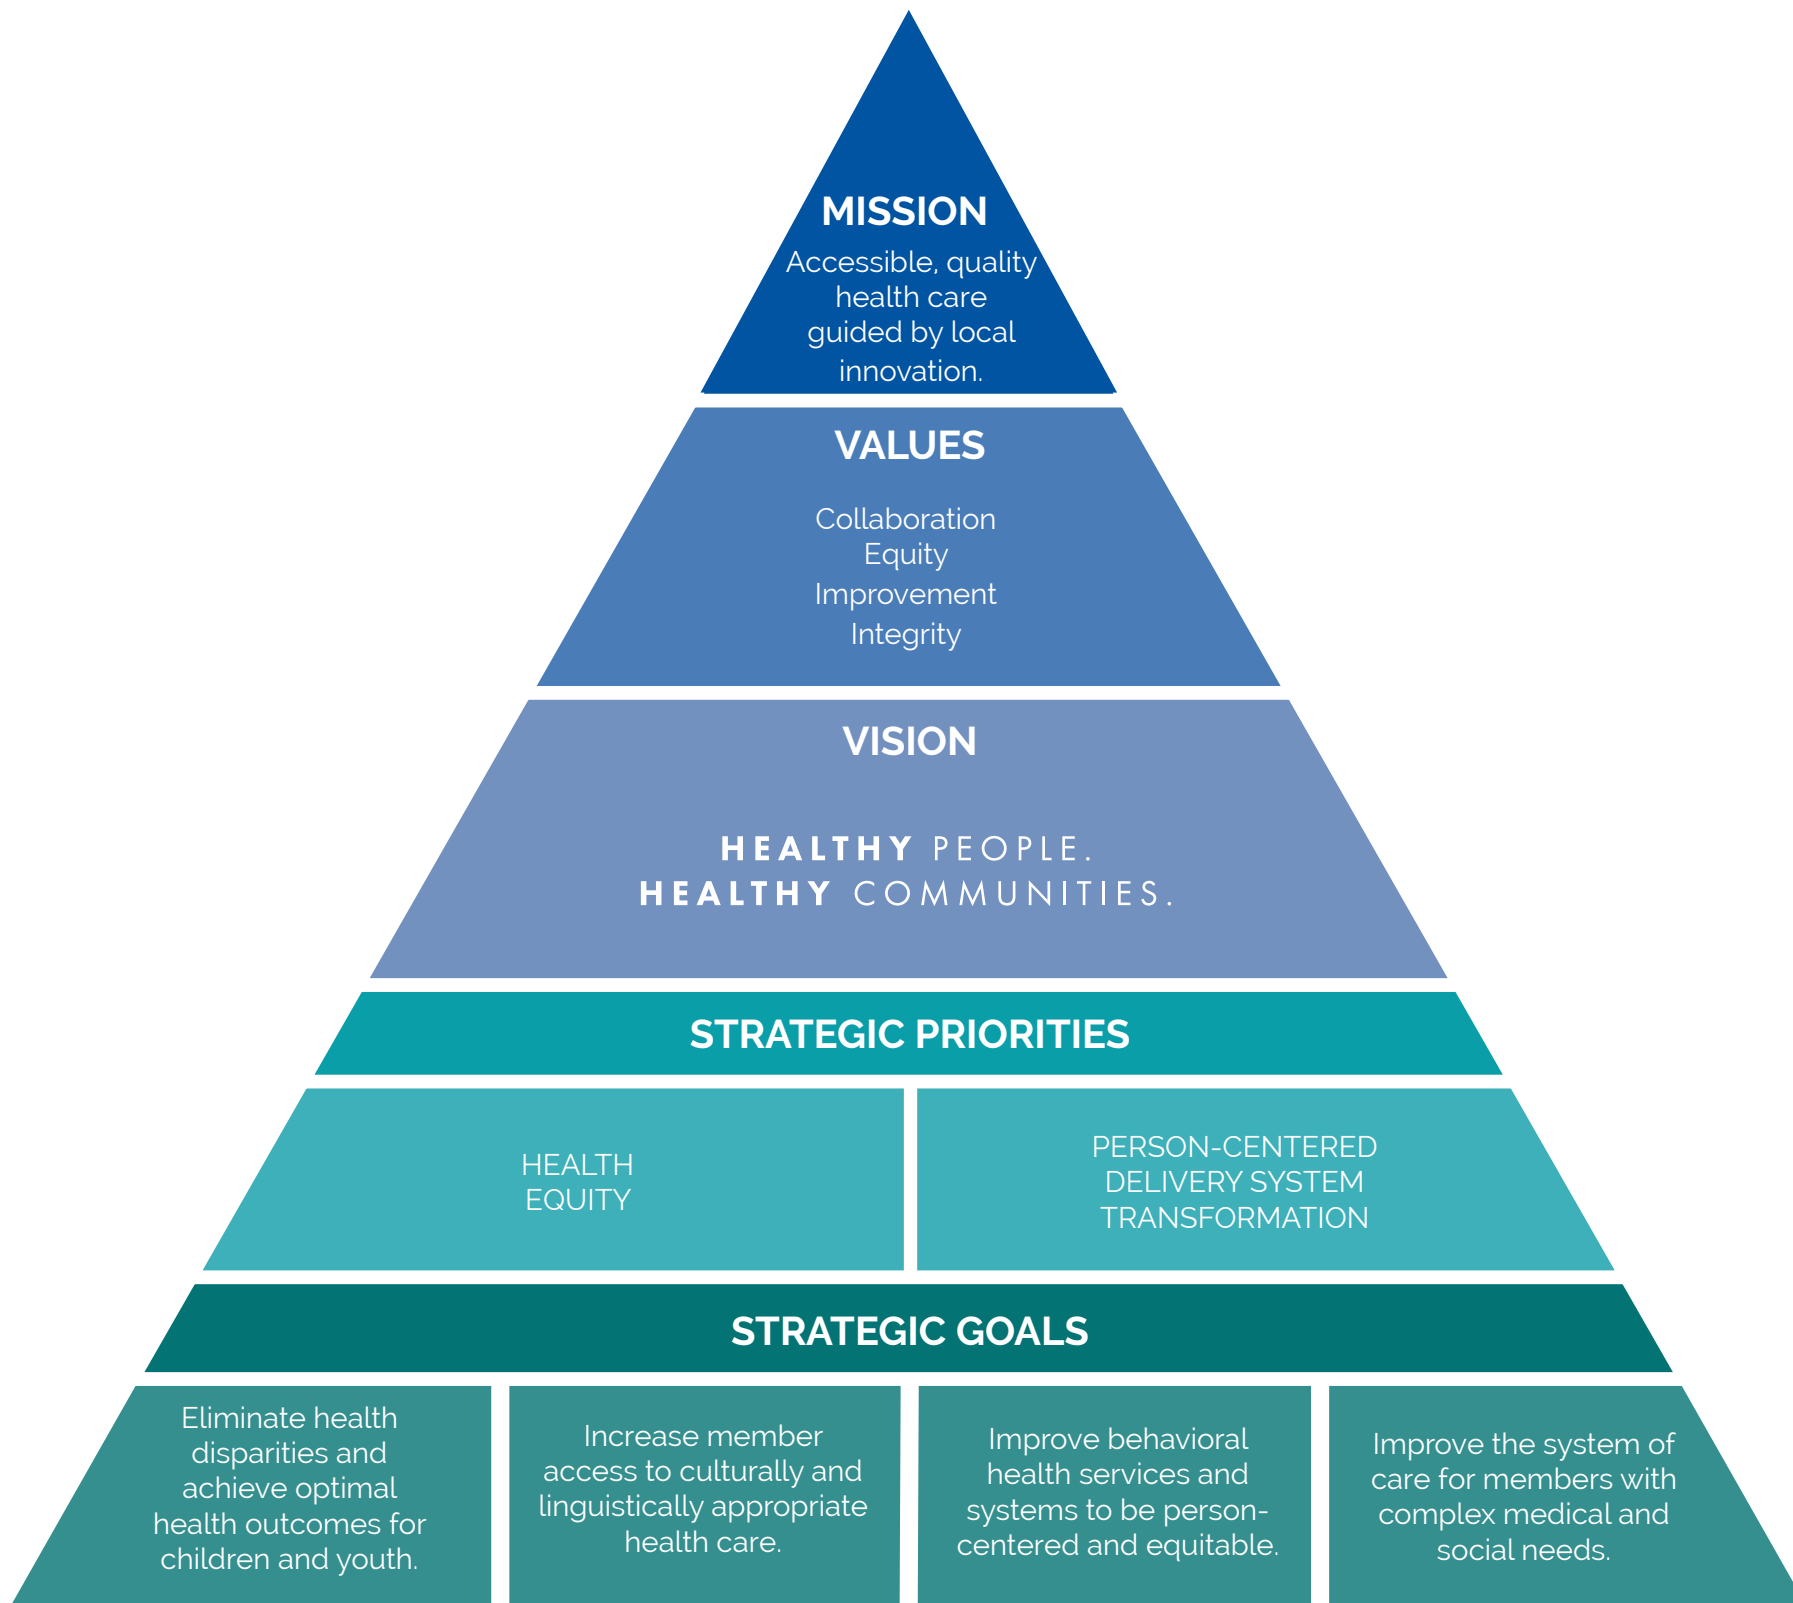 MISSION
Accessible, quality
health care
guided by local
innovation.
VALUES
Collaboration
Equity
Improvement
Integrity
VISION
HEALTHY PEOPLE.
HEALTHY COMMUNITIES.
STRATEGIC PRIORITIES
HEALTH
EQUITY
PERSON-CENTERED
DELIVERY SYSTEM
TRANSFORMATION
STRATEGIC GOALS
Eliminate health
disparities and
achieve optimal
health outcomes for
children and youth.
Increase member
access to culturally and
linguistically appropriate
health care.
Improve behavioral
health services and
systems to be person-
centered and equitable.
Improve the system of
care for members with
complex medical and
social needs.